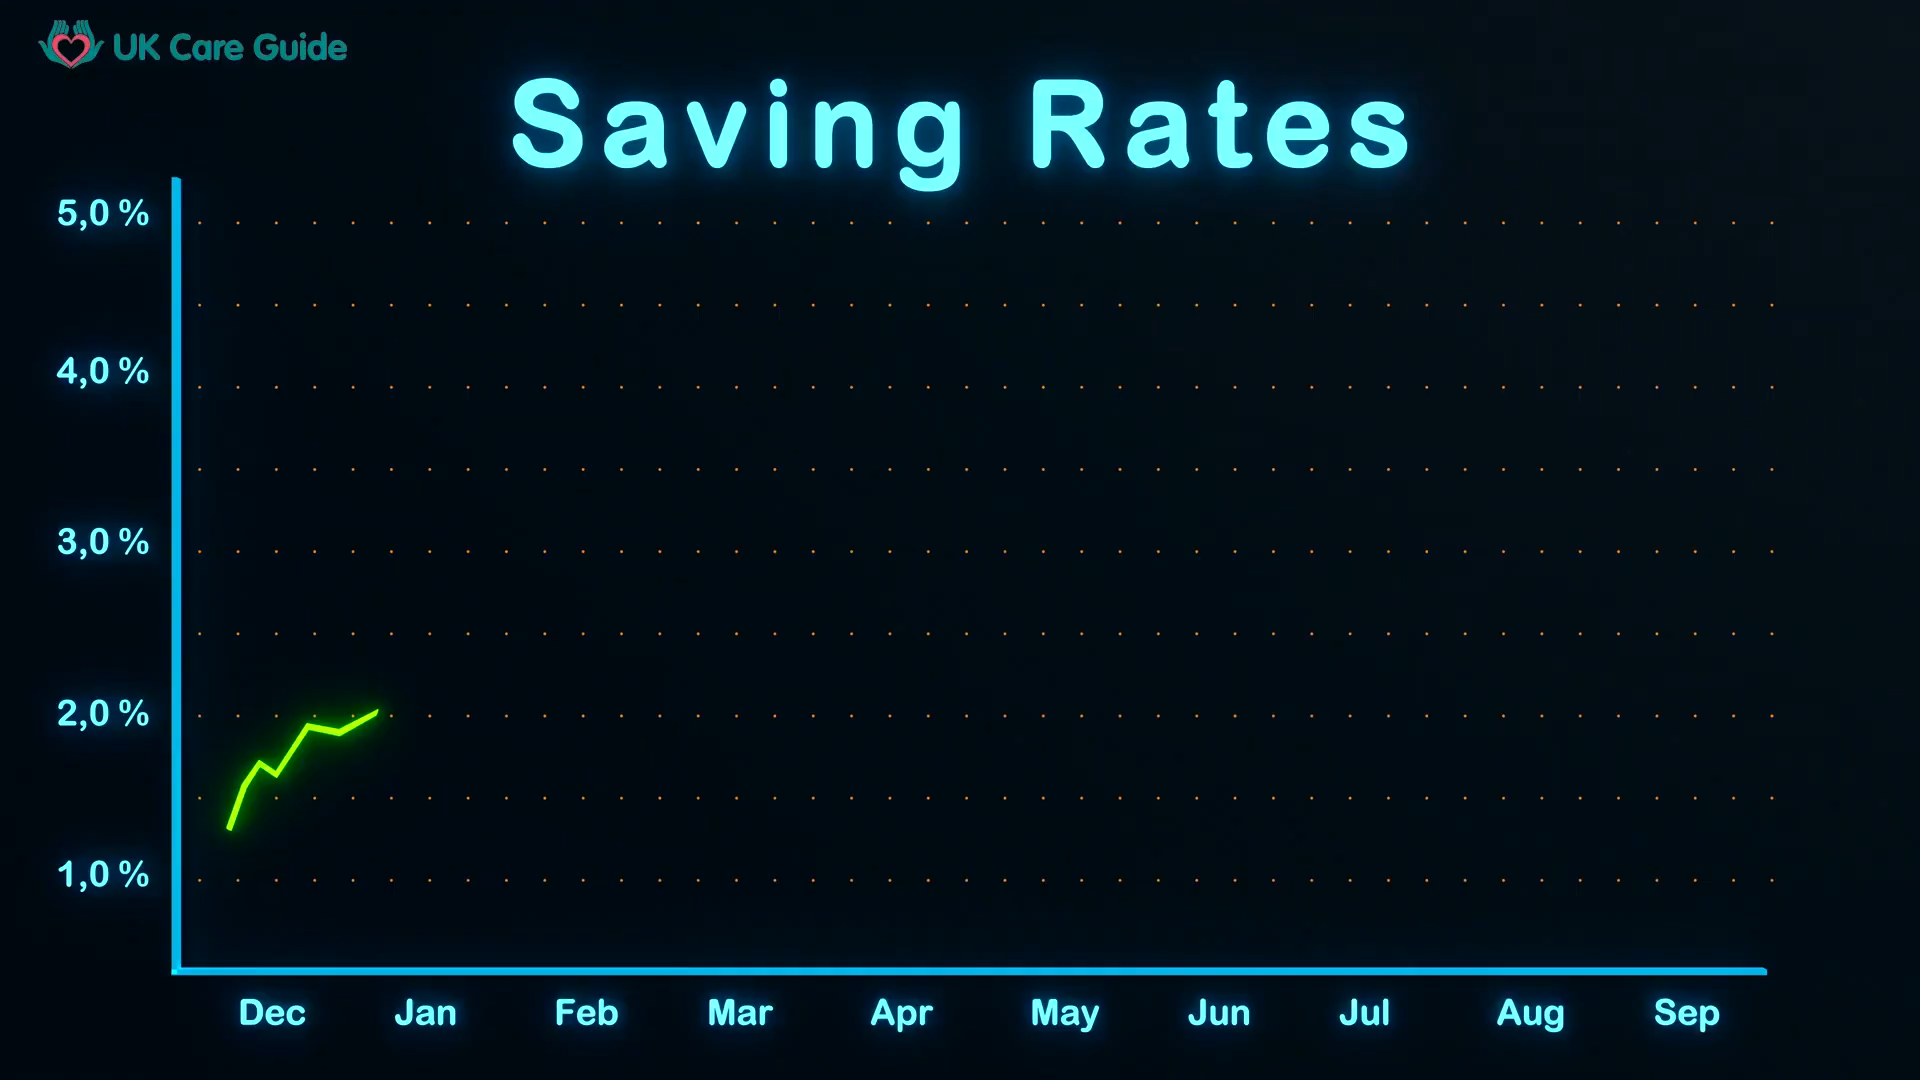 UK Care Guide
Saving Rates
5,0 %
4,0 %
3,0 %
2,0 %
1,0 %
Dec Jan Feb Mar Apr May Jun Jul Aug Sep